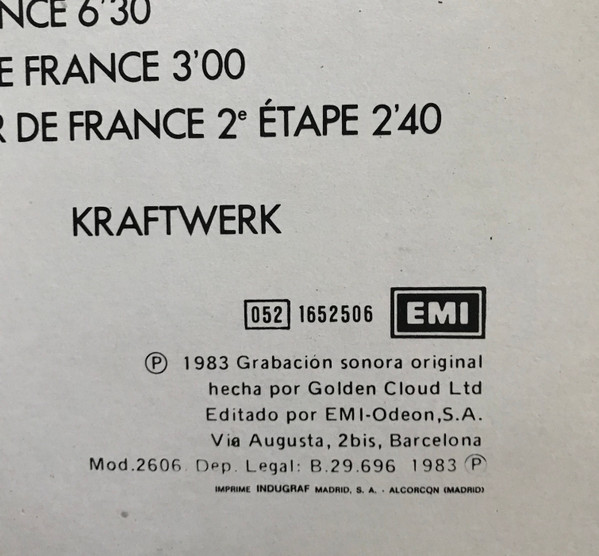 NCE 6'30
E FRANCE 3'00
R DE FRANCE 2e ÉTAPE 2'40
KRAFTWERK
052 1652506 EMI
Ⓟ 1983 Grabación sonora original
hecha por Golden Cloud Ltd
Editado por EMI-Odeon,S.A.
Via Augusta, 2bis, Barcelona
Mod.2606 Dep. Legal: B.29.696 1983 Ⓟ
IMPRIME INDUGRAF MADRID, S. A. - ALCORCON (MADRID)